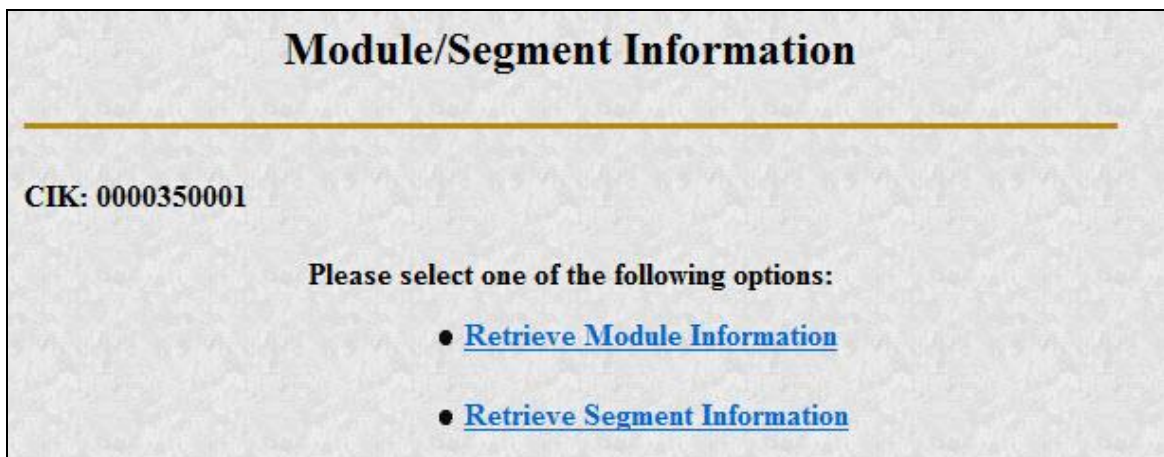 Module/Segment Information
CIK: 0000350001
Please select one of the following options:
• Retrieve Module Information
• Retrieve Segment Information